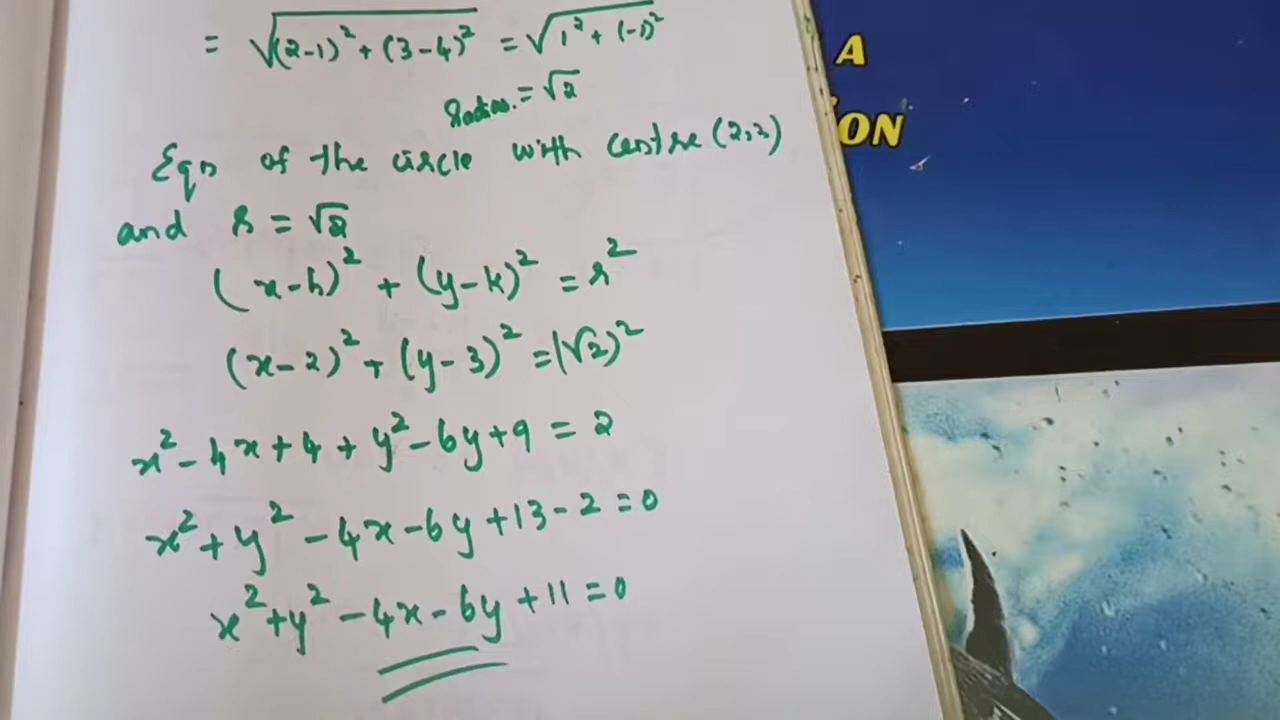 = √(2-1)² + (3-4)² = √1² + (-1)²
Radius. = √2
Eqn of the circle with centre (2,3)
and r = √2
(x-h)² + (y-k)² = r²
(x-2)² + (y-3)² = (√2)²
x² - 4x + 4 + y² - 6y + 9 = 2
x² + y² - 4x - 6y + 13 - 2 = 0
x² + y² - 4x - 6y + 11 = 0
A
ON